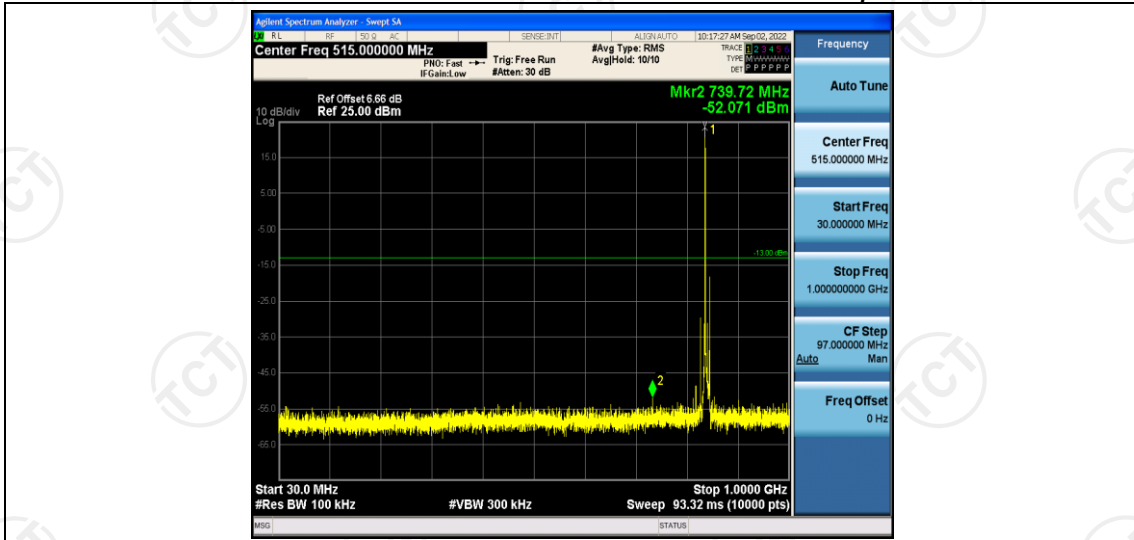 Agilent Spectrum Analyzer - Swept SA
RL RF 50 Ω AC SENSE:INT ALIGN AUTO 10:17:27 AM Sep 02, 2022
Center Freq 515.000000 MHz
PNO: Fast
IFGain:Low
Trig: Free Run
#Atten: 30 dB
#Avg Type: RMS
Avg|Hold: 10/10
TRACE 1 2 3 4 5 6
TYPE M
DET P P P P P P
Ref Offset 6.66 dB
10 dB/div Ref 25.00 dBm
Log
Mkr2 739.72 MHz
-52.071 dBm
1
15.0
5.00
-5.00
-13.00 dBm
-15.0
-25.0
-35.0
-45.0
2
-55.0
-65.0
Start 30.0 MHz Stop 1.0000 GHz
#Res BW 100 kHz #VBW 300 kHz Sweep 93.32 ms (10000 pts)
MSG STATUS
Frequency
Auto Tune
Center Freq
515.000000 MHz
Start Freq
30.000000 MHz
Stop Freq
1.000000000 GHz
CF Step
97.000000 MHz
Auto Man
Freq Offset
0 Hz
TCT
TCT
TCT
TCT